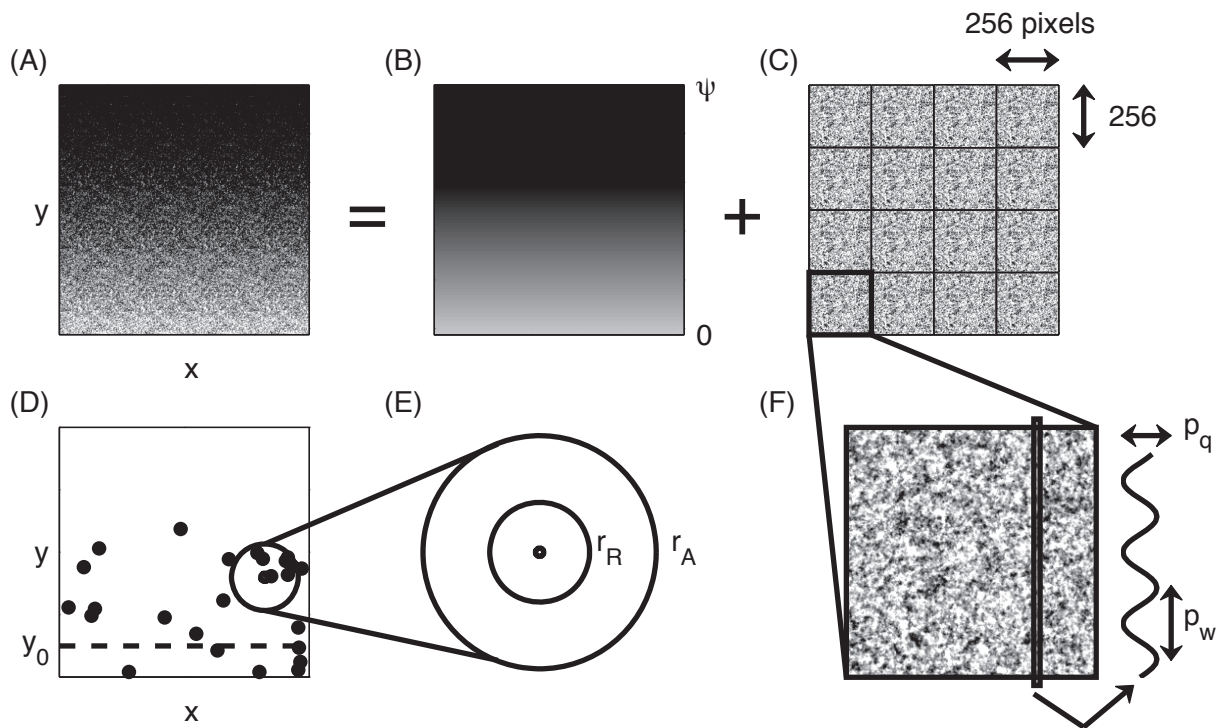 256 pixels
(A)
(B)
(C)
ψ
256
y
=
+
0
x
(D)
(E)
(F)
p_q
y
r_R
r_A
p_w
y_0
x